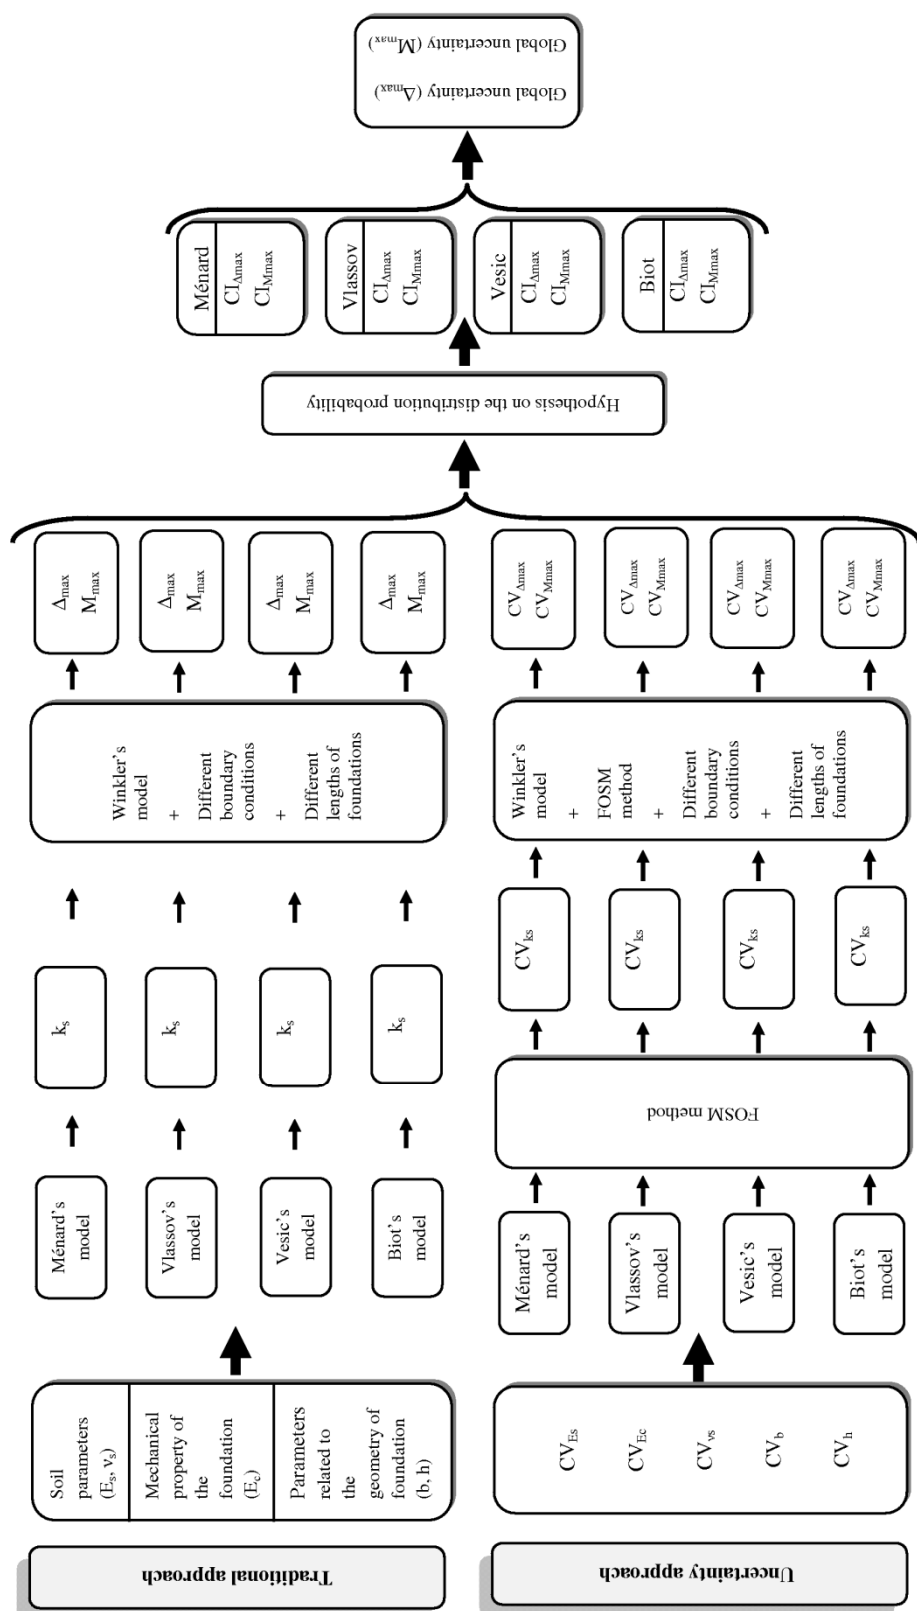 Traditional approach
Soil
parameters
(Eₛ, νₛ)
Mechanical
property of
the
foundation
(E꜀)
Parameters
related to
the
geometry of
foundation
(b, h)
Ménard's
model
Vlassov's
model
Vesic's
model
Biot's
model
kₛ
kₛ
kₛ
kₛ
Winkler's
model
+
Different
boundary
conditions
+
Different
lengths of
foundations
Δmax
Mmax
Δmax
Mmax
Δmax
Mmax
Δmax
Mmax
Uncertainty approach
CVEs
CVEc
CVνs
CVb
CVh
Ménard's
model
Vlassov's
model
Vesic's
model
Biot's
model
FOSM method
CVks
CVks
CVks
CVks
Winkler's
model
+
FOSM
method
+
Different
boundary
conditions
+
Different
lengths of
foundations
CVΔmax
CVMmax
CVΔmax
CVMmax
CVΔmax
CVMmax
CVΔmax
CVMmax
Hypothesis on the distribution probability
Ménard
CIΔmax
CIMmax
Vlassov
CIΔmax
CIMmax
Vesic
CIΔmax
CIMmax
Biot
CIΔmax
CIMmax
Global uncertainty (Δmax)
Global uncertainty (Mmax)